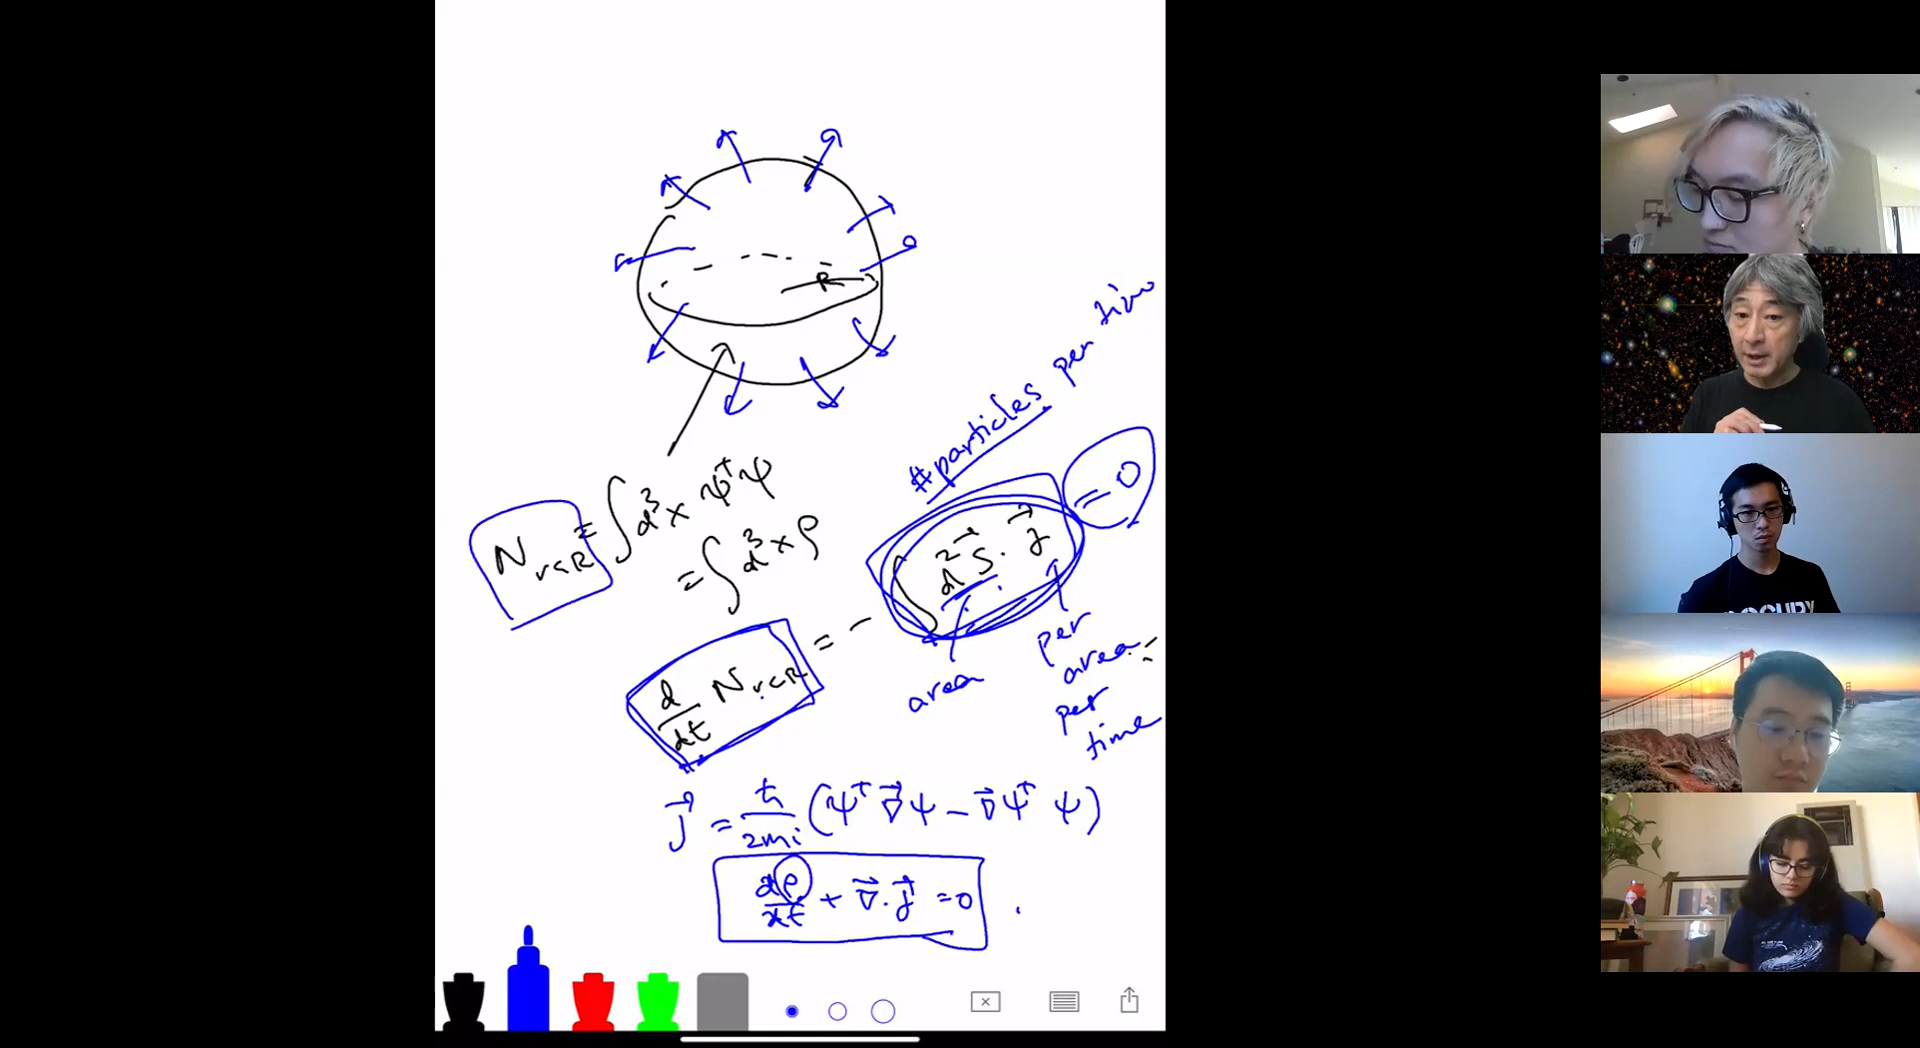 R
#particles per time
N_{r<R} = ∫d³x ψ†ψ
= ∫d³x ρ
∫d²S⃗·j⃗ = 0
d/dt N_{r<R} = −
area
per
area
per
time
j⃗ = ħ/2mi (ψ†∇⃗ψ − ∇⃗ψ† ψ)
dρ/dt + ∇⃗·j⃗ = 0